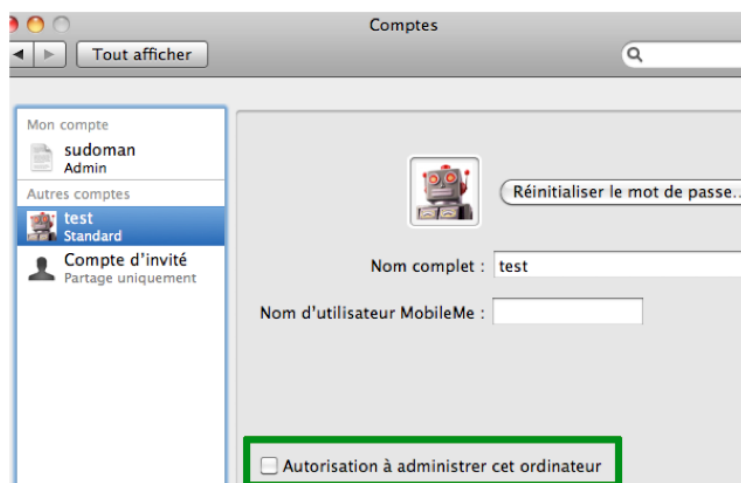 Comptes
Tout afficher
Mon compte
sudoman
Admin
Autres comptes
test
Standard
Compte d'invité
Partage uniquement
Réinitialiser le mot de passe...
Nom complet :
test
Nom d'utilisateur MobileMe :
Autorisation à administrer cet ordinateur